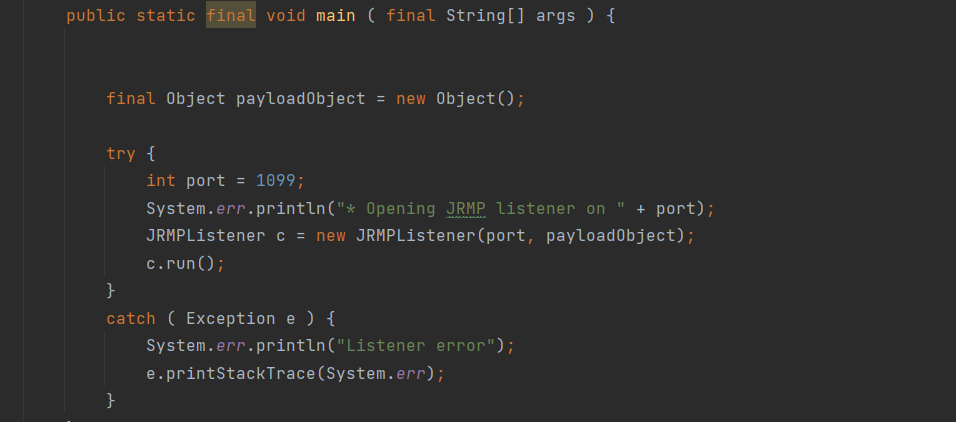 public static final void main ( final String[] args ) {
final Object payloadObject = new Object();
try {
int port = 1099;
System.err.println("* Opening JRMP listener on " + port);
JRMPListener c = new JRMPListener(port, payloadObject);
c.run();
}
catch ( Exception e ) {
System.err.println("Listener error");
e.printStackTrace(System.err);
}